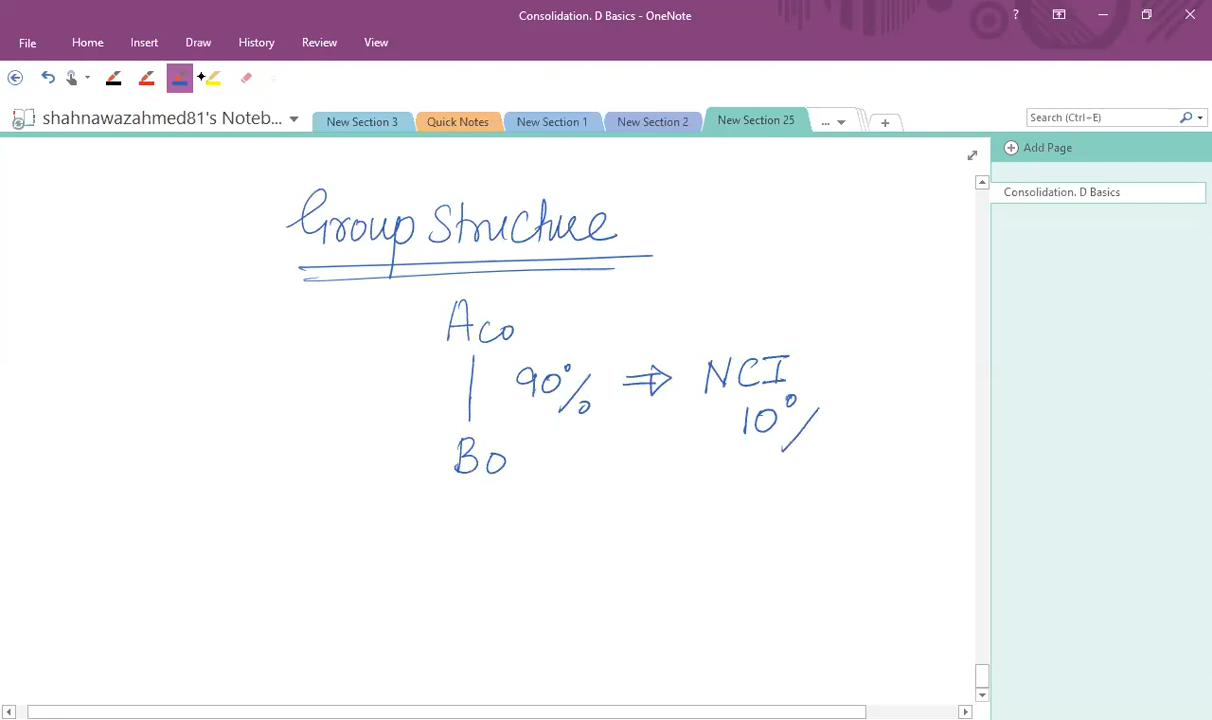 Consolidation. D Basics - OneNote
?
File Home Insert Draw History Review View
shahnawazahmed81's Noteb... New Section 3 Quick Notes New Section 1 New Section 2 New Section 25 ... +
Search (Ctrl+E)
Add Page
Consolidation. D Basics
Group Structure
A co
90% ⇒ NCI
10%
Bo